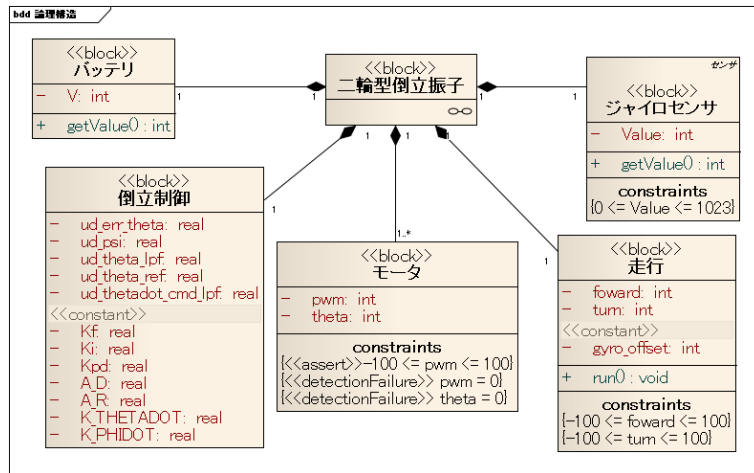 bdd 論理構造
<<block>>
バッテリ
- V: int
+ getValue() : int
<<block>>
二輪型倒立振子
センサ
<<block>>
ジャイロセンサ
- Value: int
+ getValue() : int
constraints
{0 <= Value <= 1023}
1
1
1
1
1
1
1
<<block>>
倒立制御
- ud_err_theta: real
- ud_psi: real
- ud_theta_lpf: real
- ud_theta_ref: real
- ud_thetadot_cmd_lpf: real
<<constant>>
- Kf: real
- Ki: real
- Kpd: real
- A_D: real
- A_R: real
- K_THETADOT: real
- K_PHIDOT: real
1
1..*
<<block>>
モータ
- pwm: int
- theta: int
constraints
{<<assert>>-100 <= pwm <= 100}
{<<detectionFailure>> pwm = 0}
{<<detectionFailure>> theta = 0}
1
<<block>>
走行
- foward: int
- turn: int
<<constant>>
- gyro_offset: int
+ run() : void
constraints
{-100 <= foward <= 100}
{-100 <= turn <= 100}